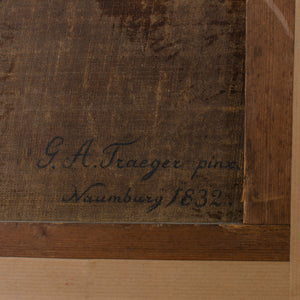 G. A. Traeger pinx.
Naumburg 1832.